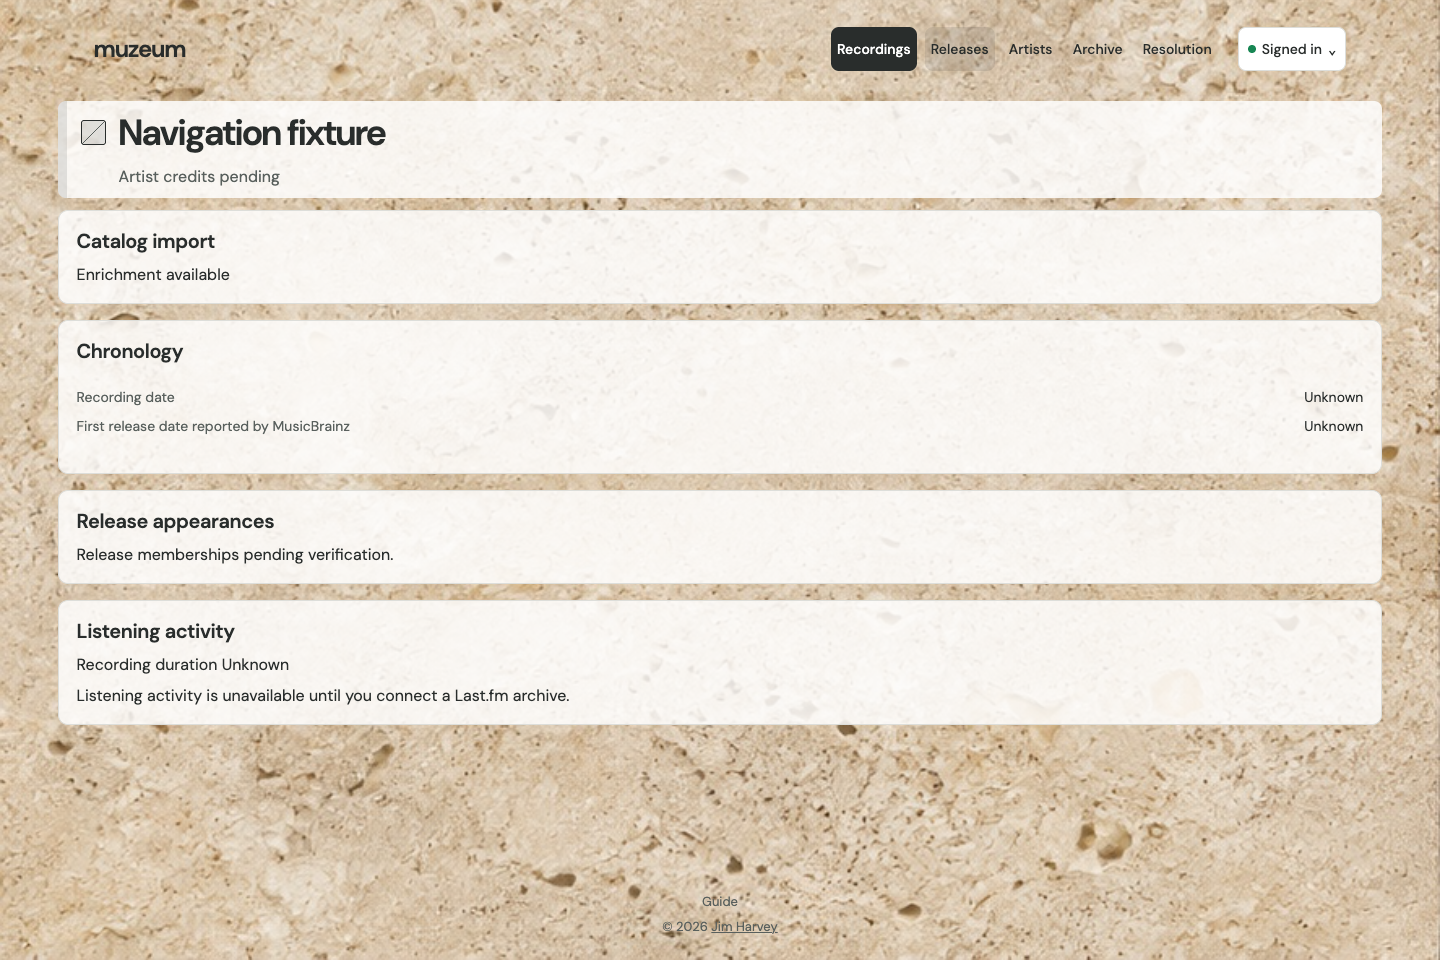 muzeum
Recordings Releases Artists Archive Resolution Signed in
Navigation fixture
Artist credits pending
Catalog import
Enrichment available
Chronology
Recording date Unknown
First release date reported by MusicBrainz Unknown
Release appearances
Release memberships pending verification.
Listening activity
Recording duration Unknown
Listening activity is unavailable until you connect a Last.fm archive.
Guide
© 2026 Jim Harvey